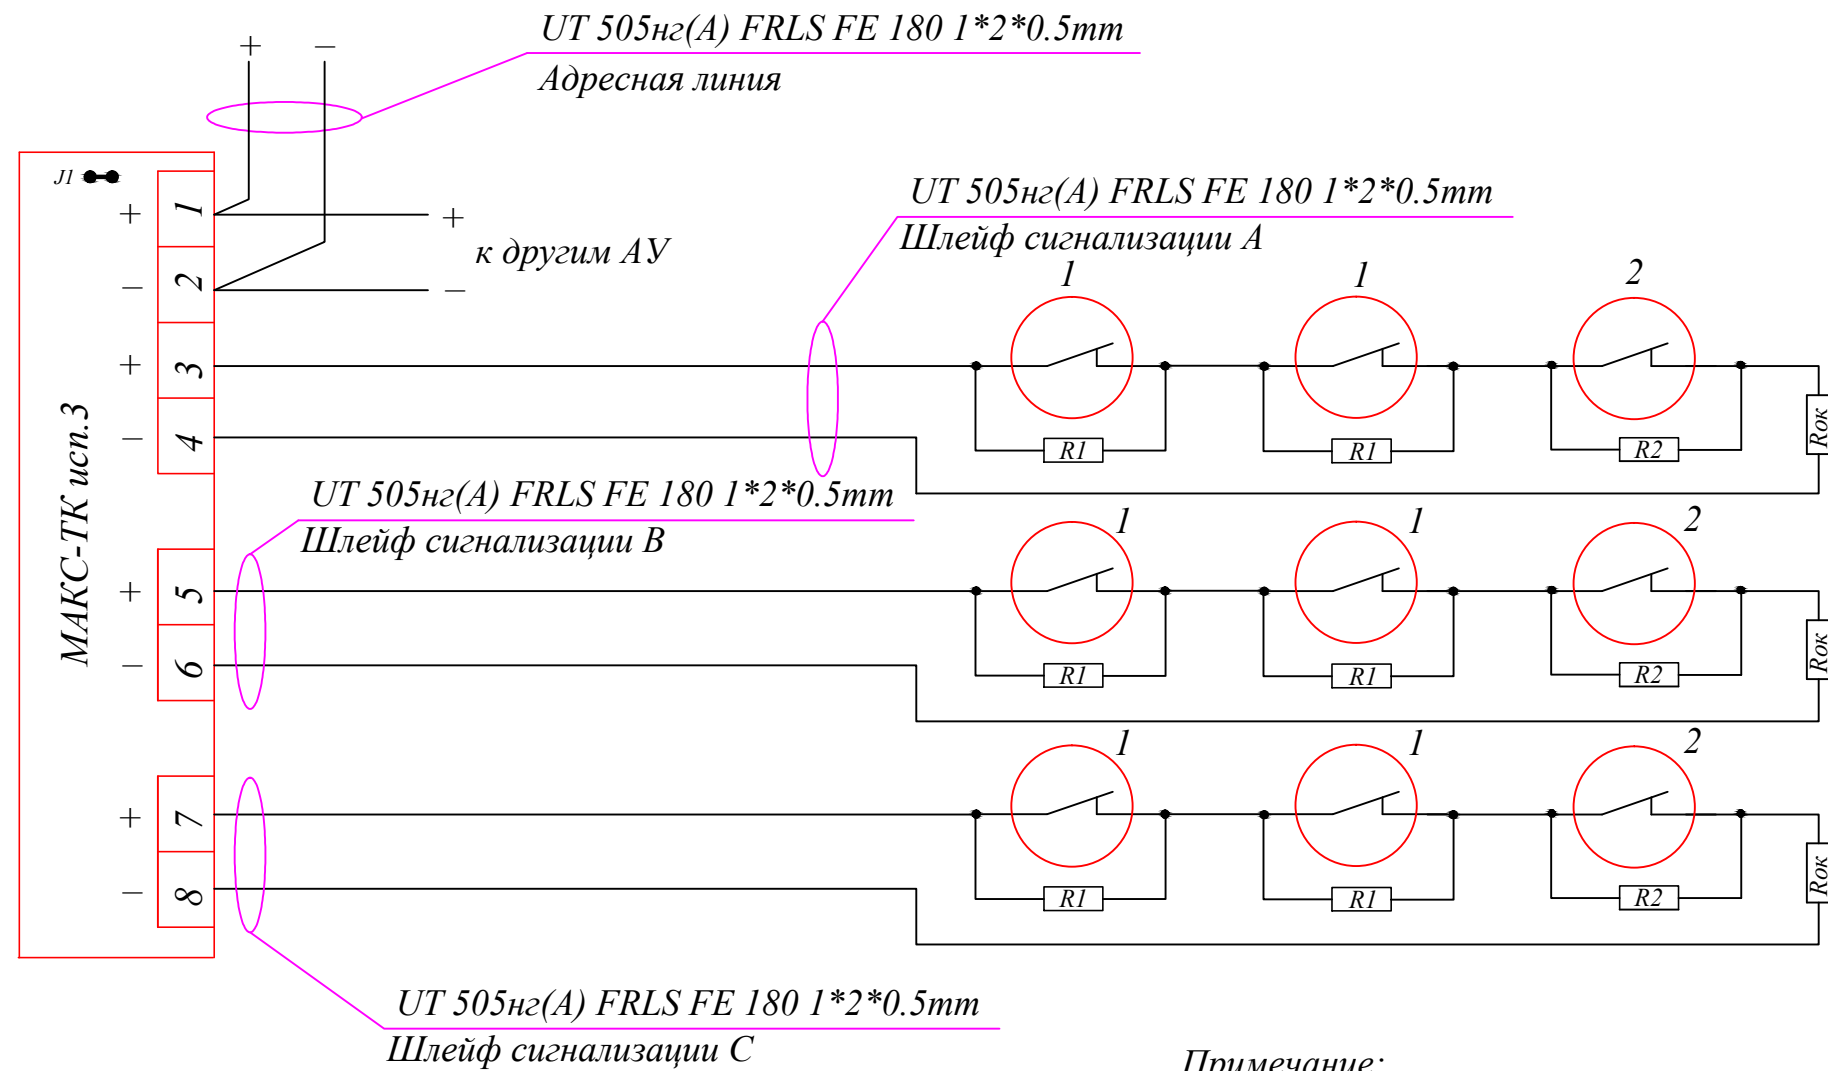 UT 505нг(А) FRLS FE 180 1*2*0.5mm
Адресная линия
+ –
J1
+ 1 +
к другим АУ
– 2 –
UT 505нг(А) FRLS FE 180 1*2*0.5mm
Шлейф сигнализации А
1 1 2
+ 3
– 4
R1 R1 R2 Rок
МАКС-ТК исп.3
UT 505нг(А) FRLS FE 180 1*2*0.5mm
Шлейф сигнализации В
1 1 2
+ 5
– 6
R1 R1 R2 Rок
1 1 2
+ 7
– 8
R1 R1 R2 Rок
UT 505нг(А) FRLS FE 180 1*2*0.5mm
Шлейф сигнализации С
Примечание: